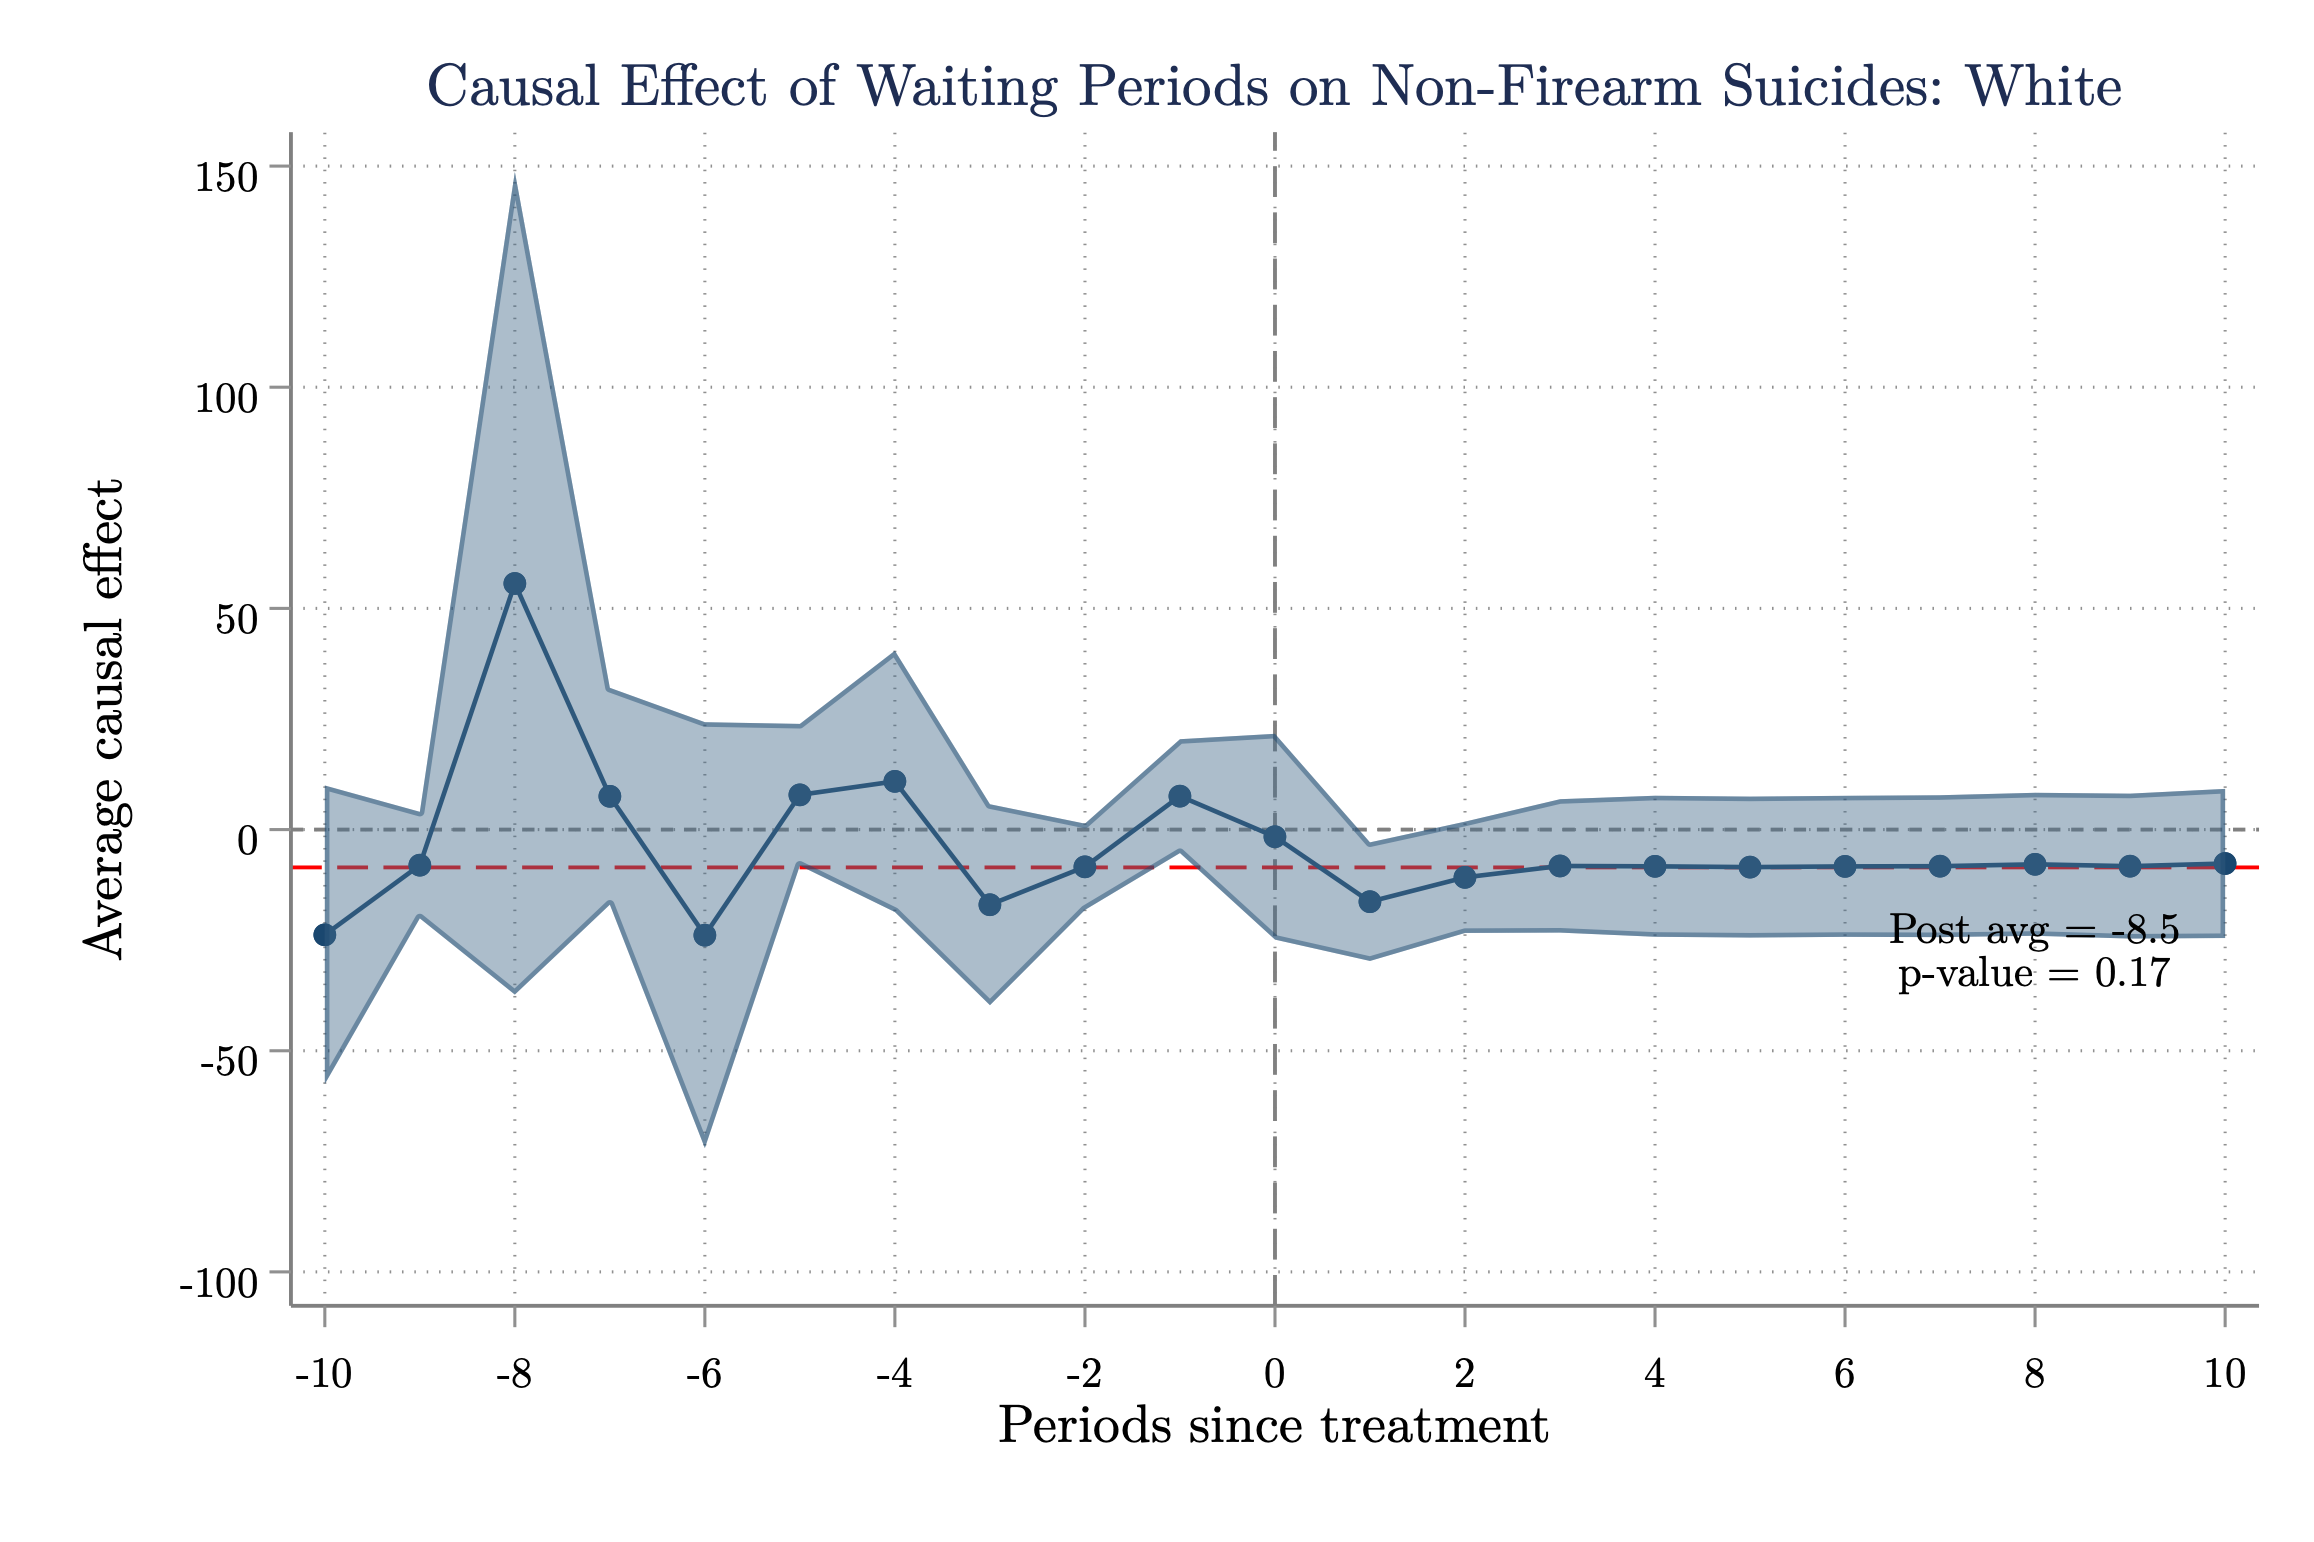 Causal Effect of Waiting Periods on Non-Firearm Suicides: White
150
100
50
0
-50
-100
Average causal effect
Post avg = -8.5
p-value = 0.17
-10 -8 -6 -4 -2 0 2 4 6 8 10
Periods since treatment